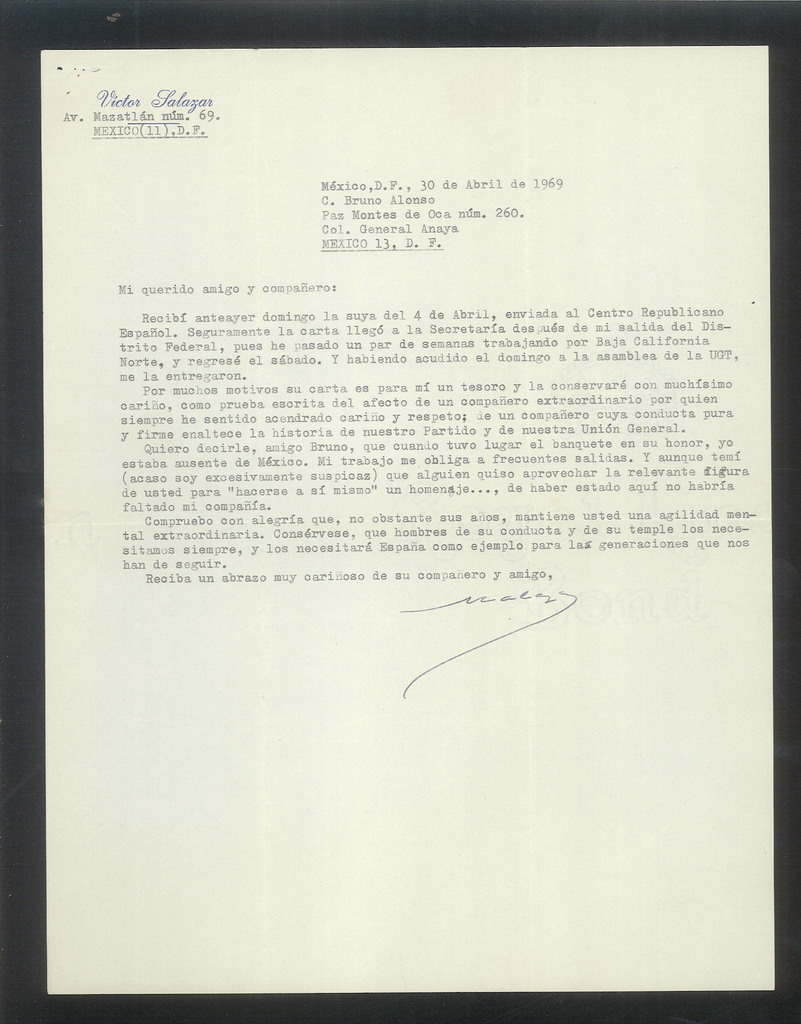 Víctor Salazar
Av. Mazatlán núm. 69.
MEXICO(11),D.F.
México,D.F., 30 de Abril de 1969
C. Bruno Alonso
Paz Montes de Oca núm. 260.
Col. General Anaya
MEXICO 13, D. F.
Mi querido amigo y compañero:
Recibí anteayer domingo la suya del 4 de Abril, enviada al Centro Republicano
Español. Seguramente la carta llegó a la Secretaría después de mi salida del Dis-
trito Federal, pues he pasado un par de semanas trabajando por Baja California
Norte, y regresé el sábado. Y habiendo acudido el domingo a la asamblea de la UGT,
me la entregaron.
Por muchos motivos su carta es para mí un tesoro y la conservaré con muchísimo
cariño, como prueba escrita del afecto de un compañero extraordinario por quien
siempre he sentido acendrado cariño y respeto; de un compañero cuya conducta pura
y firme enaltece la historia de nuestro Partido y de nuestra Unión General.
Quiero decirle, amigo Bruno, que cuando tuvo lugar el banquete en su honor, yo
estaba ausente de México. Mi trabajo me obliga a frecuentes salidas. Y aunque temí
(acaso soy excesivamente suspicaz) que alguien quiso aprovechar la relevante figura
de usted para "hacerse a sí mismo" un homenaje..., de haber estado aquí no habría
faltado mi compañía.
Compruebo con alegría que, no obstante sus años, mantiene usted una agilidad men-
tal extraordinaria. Consérvese, que hombres de su conducta y de su temple los nece-
sitamos siempre, y los necesitará España como ejemplo para las generaciones que nos
han de seguir.
Reciba un abrazo muy cariñoso de su compañero y amigo,